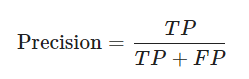 Precision = TP / (TP + FP)